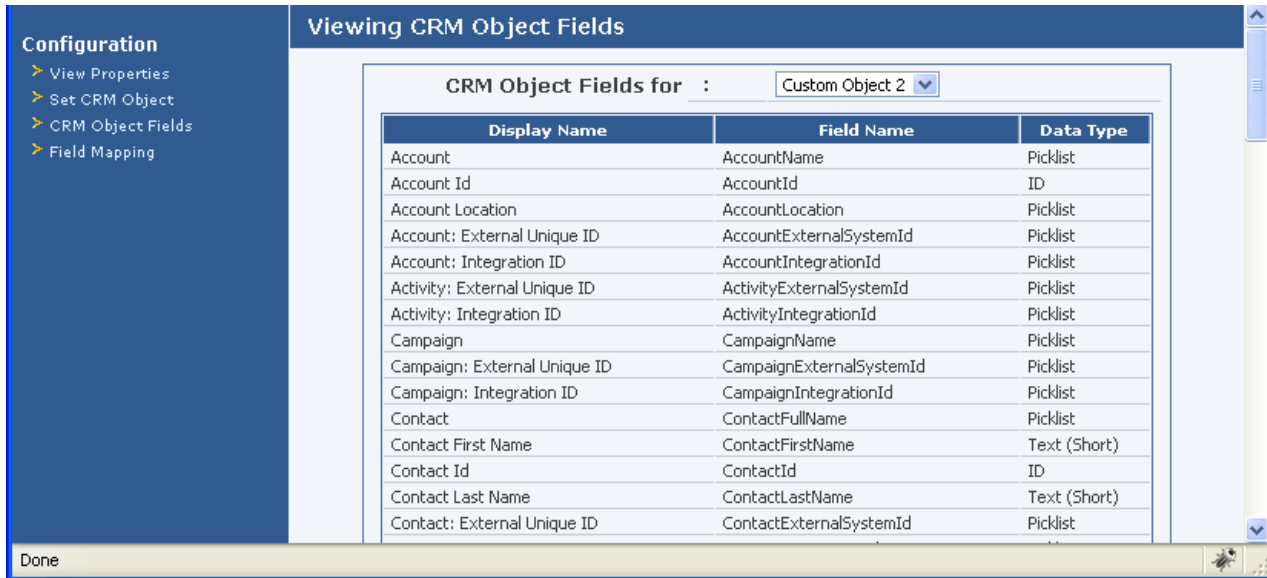 Configuration
View Properties
Set CRM Object
CRM Object Fields
Field Mapping
Viewing CRM Object Fields
CRM Object Fields for : Custom Object 2
Display Name Field Name Data Type
Account AccountName Picklist
Account Id AccountId ID
Account Location AccountLocation Picklist
Account: External Unique ID AccountExternalSystemId Picklist
Account: Integration ID AccountIntegrationId Picklist
Activity: External Unique ID ActivityExternalSystemId Picklist
Activity: Integration ID ActivityIntegrationId Picklist
Campaign CampaignName Picklist
Campaign: External Unique ID CampaignExternalSystemId Picklist
Campaign: Integration ID CampaignIntegrationId Picklist
Contact ContactFullName Picklist
Contact First Name ContactFirstName Text (Short)
Contact Id ContactId ID
Contact Last Name ContactLastName Text (Short)
Contact: External Unique ID ContactExternalSystemId Picklist
Done